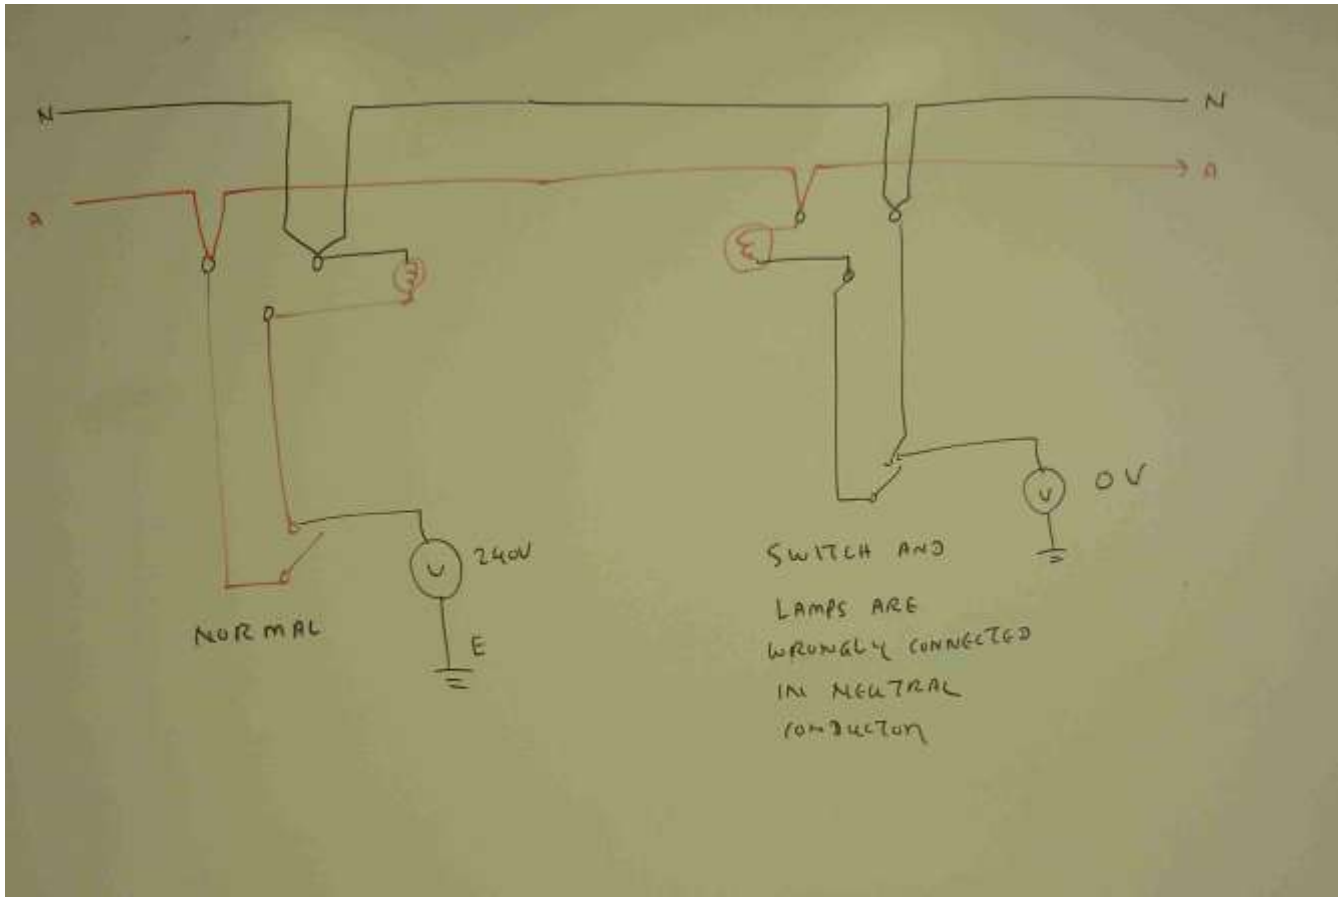 N
N
A
A
240V
NORMAL
V
E
V
0V
SWITCH AND
LAMPS ARE
WRONGLY CONNECTED
IN NEUTRAL
CONDUCTOR